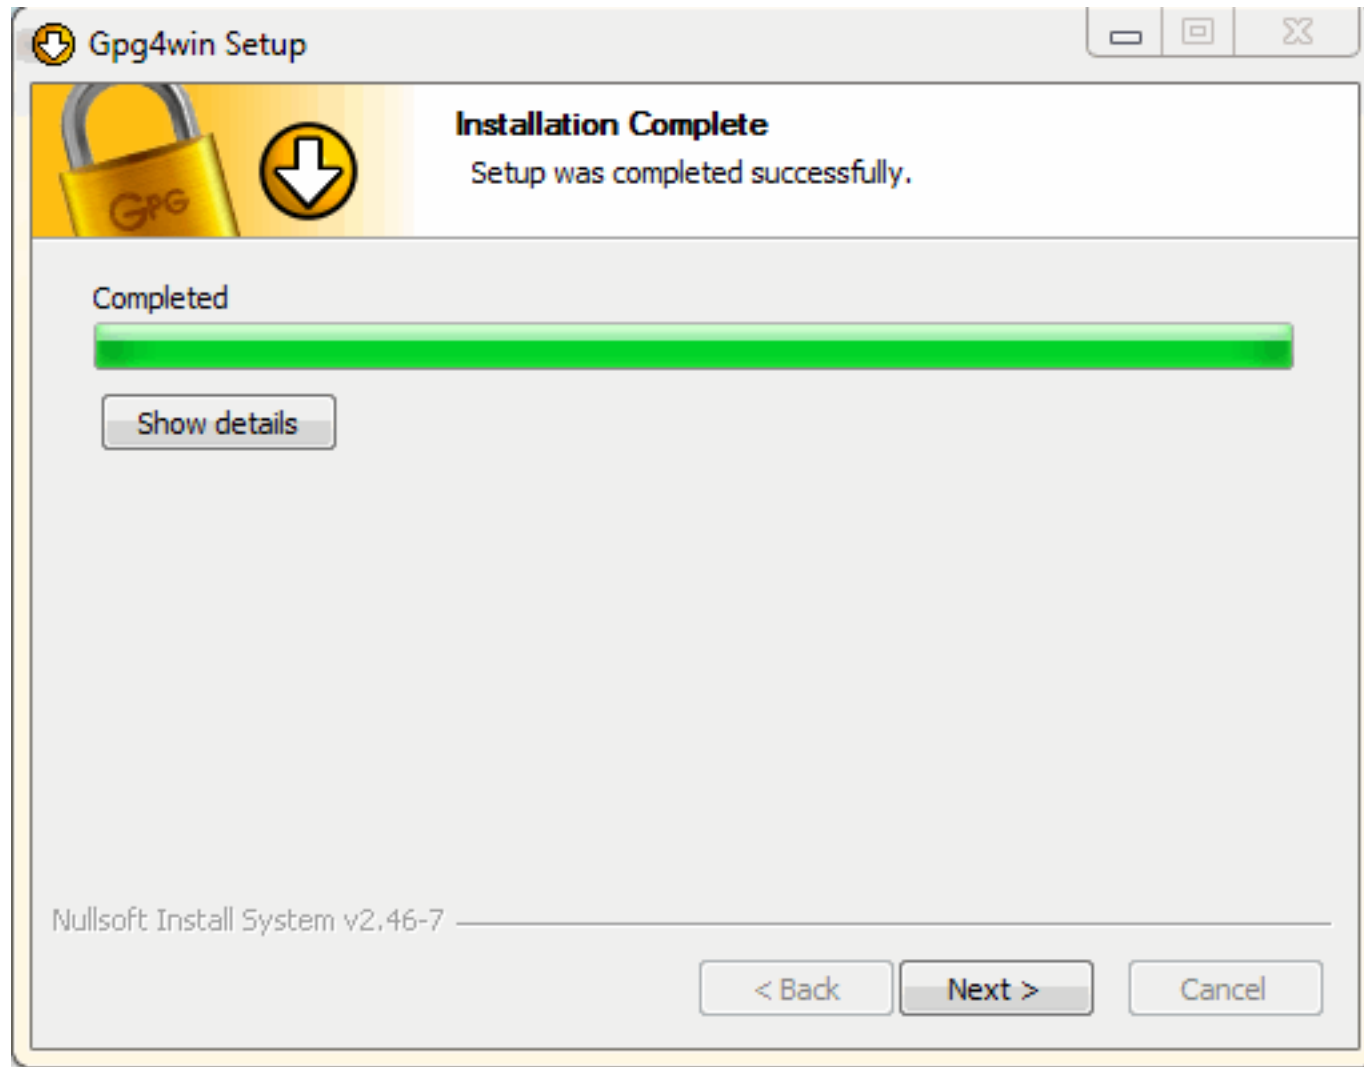 Gpg4win Setup
Installation Complete
Setup was completed successfully.
GPG
Completed
Show details
Nullsoft Install System v2.46-7
< Back
Next >
Cancel